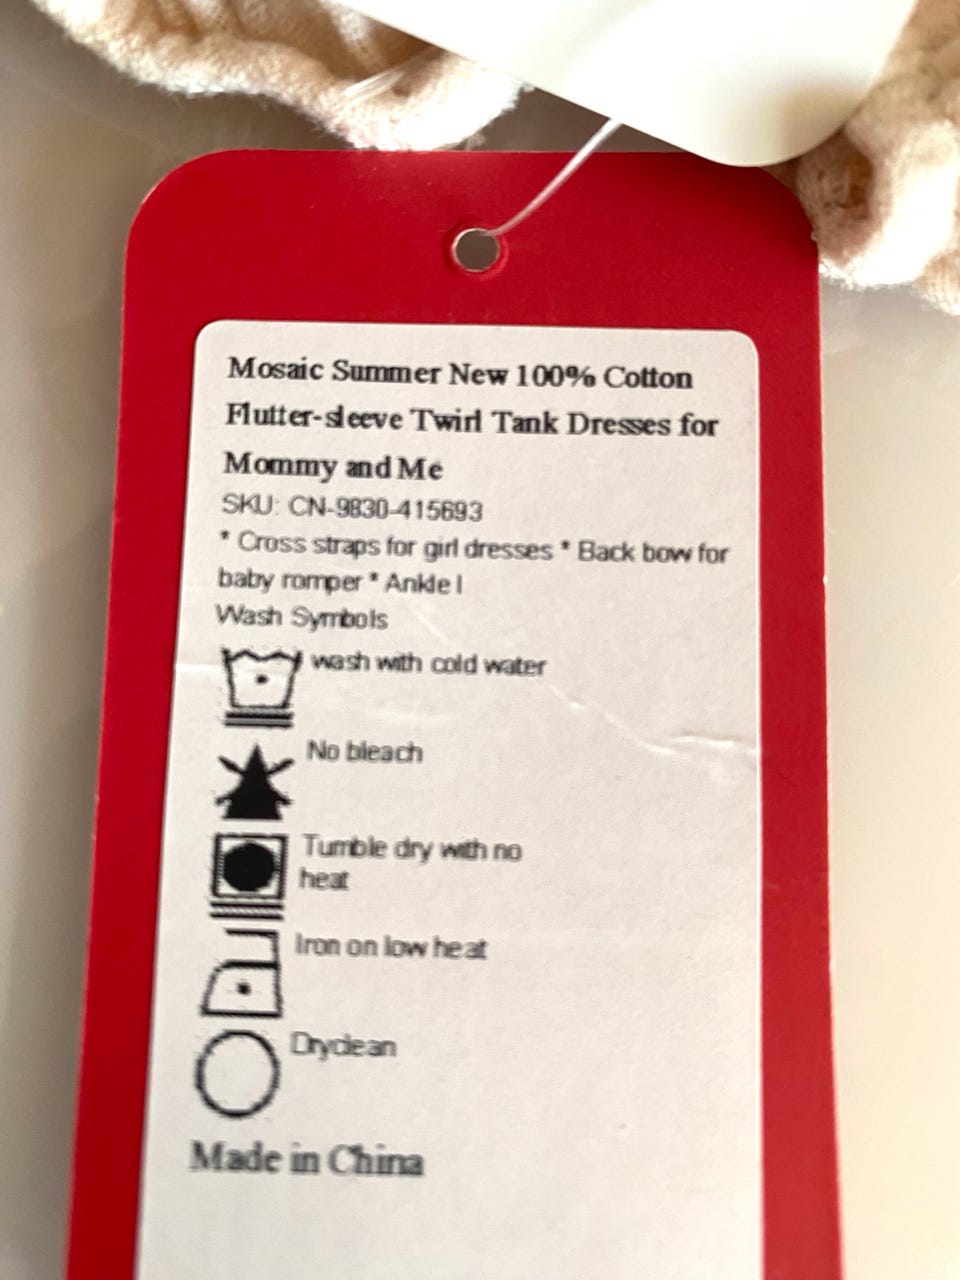 Mosaic Summer New 100% Cotton
Flutter-sleeve Twirl Tank Dresses for
Mommy and Me
SKU: CN-9830-415693
* Cross straps for girl dresses * Back bow for
baby romper * Ankle l
Wash Symbols
wash with cold water
No bleach
Tumble dry with no
heat
Iron on low heat
Dryclean
Made in China